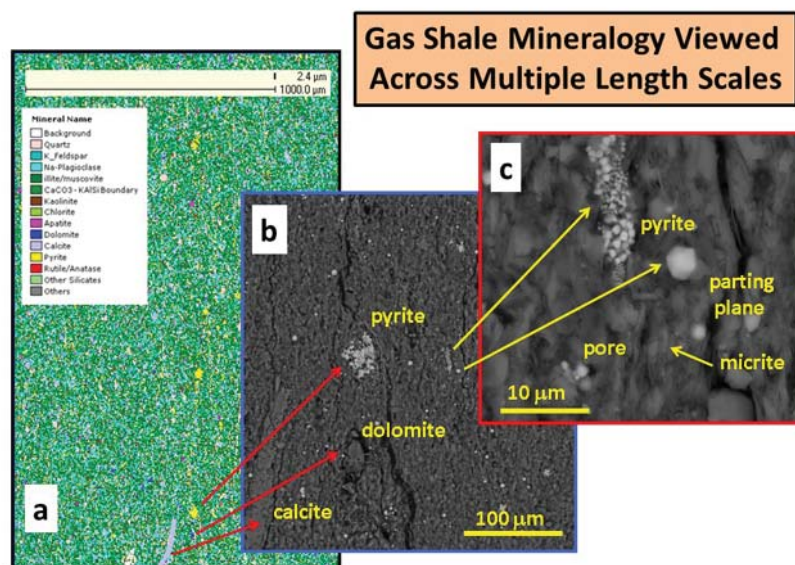 Gas Shale Mineralogy Viewed
Across Multiple Length Scales
2.4 µm
1000.0 µm
Mineral Name
Background
Quartz
K_Feldspar
Na-Plagioclase
illite/muscovite
CaCO3 - KAlSi Boundary
Kaolinite
Chlorite
Apatite
Dolomite
Calcite
Pyrite
Rutile/Anatase
Other Silicates
Others
a
b
pyrite
dolomite
calcite
100 µm
c
pyrite
parting
plane
pore
micrite
10 µm